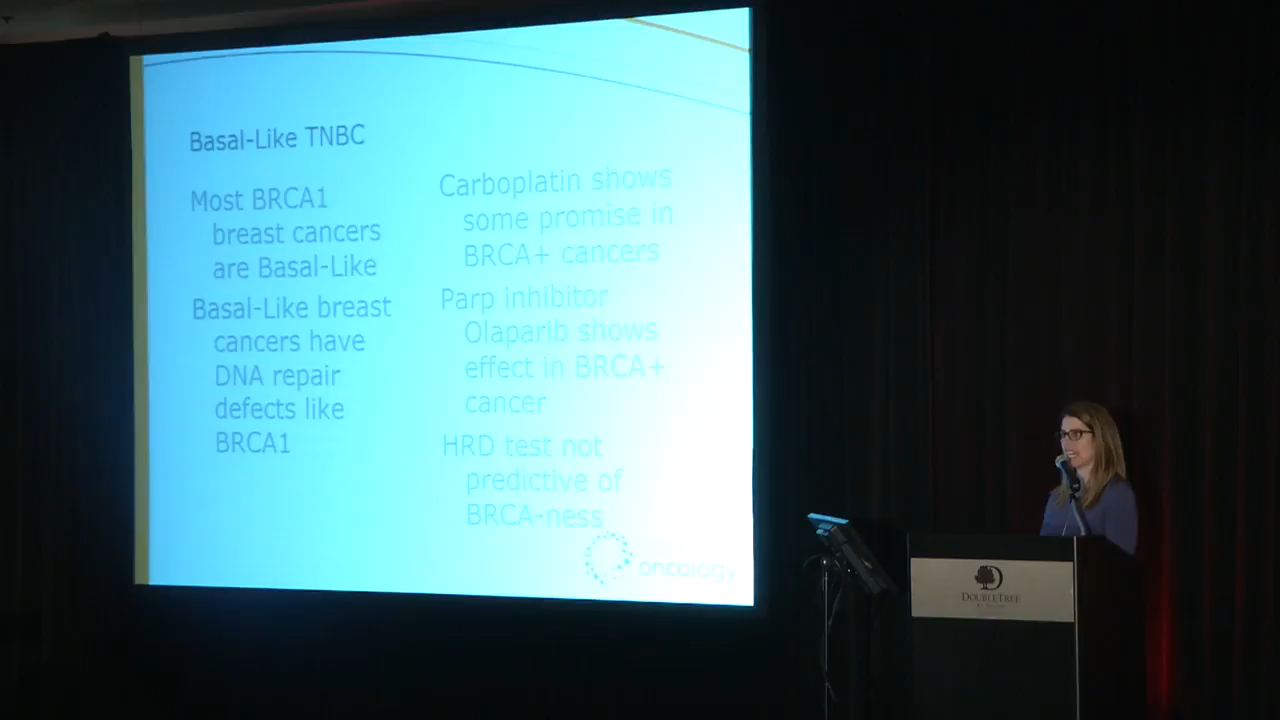 Basal-Like TNBC
Most BRCA1
breast cancers
are Basal-Like
Basal-Like breast
cancers have
DNA repair
defects like
BRCA1
Carboplatin shows
some promise in
BRCA+ cancers
Parp inhibitor
Olaparib shows
effect in BRCA+
cancer
HRD test not
predictive of
BRCA-ness
oncology
D
DOUBLETREE